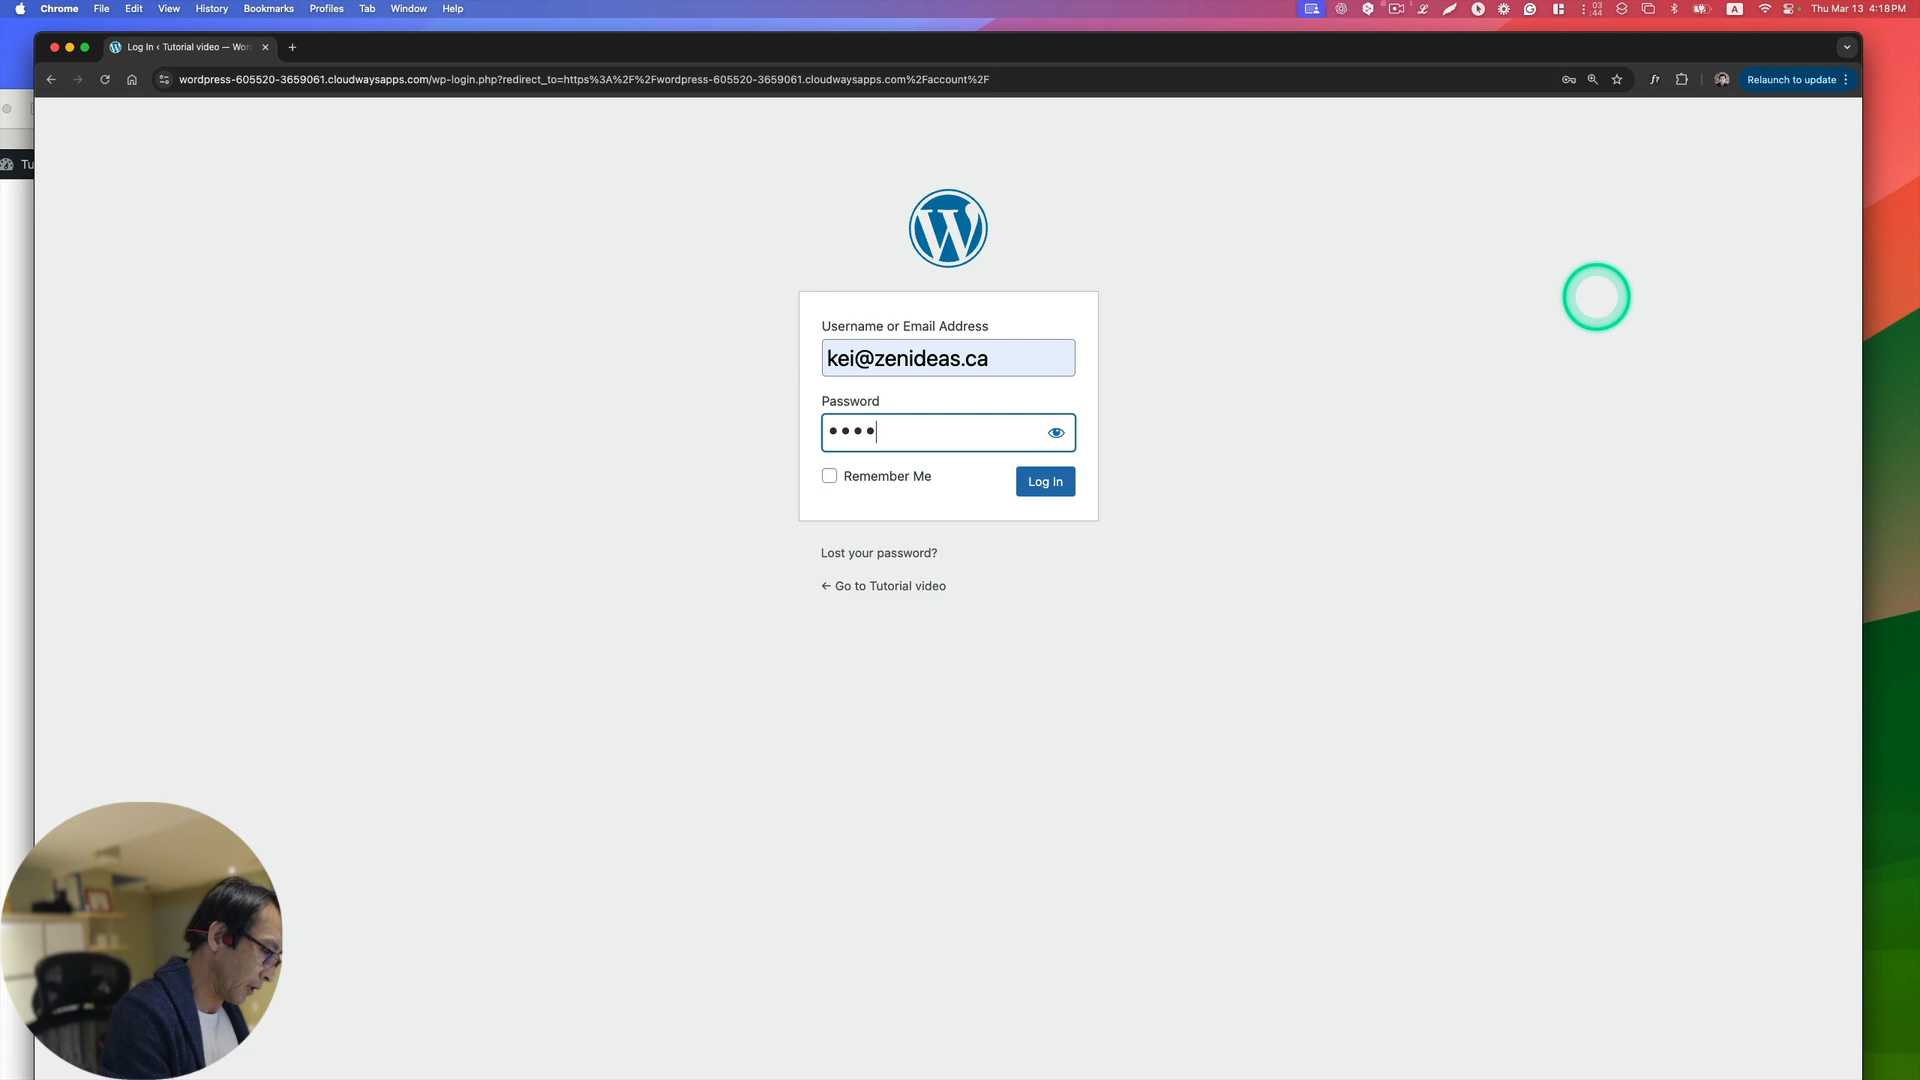 Chrome File Edit View History Bookmarks Profiles Tab Window Help
03
:44
A
Thu Mar 13 4:18PM
Log In ‹ Tutorial video — Wor
wordpress-605520-3659061.cloudwaysapps.com/wp-login.php?redirect_to=https%3A%2F%2Fwordpress-605520-3659061.cloudwaysapps.com%2Faccount%2F
f?
Relaunch to update
Tu
W
Username or Email Address
kei@zenideas.ca
Password
••••
Remember Me
Log In
Lost your password?
← Go to Tutorial video